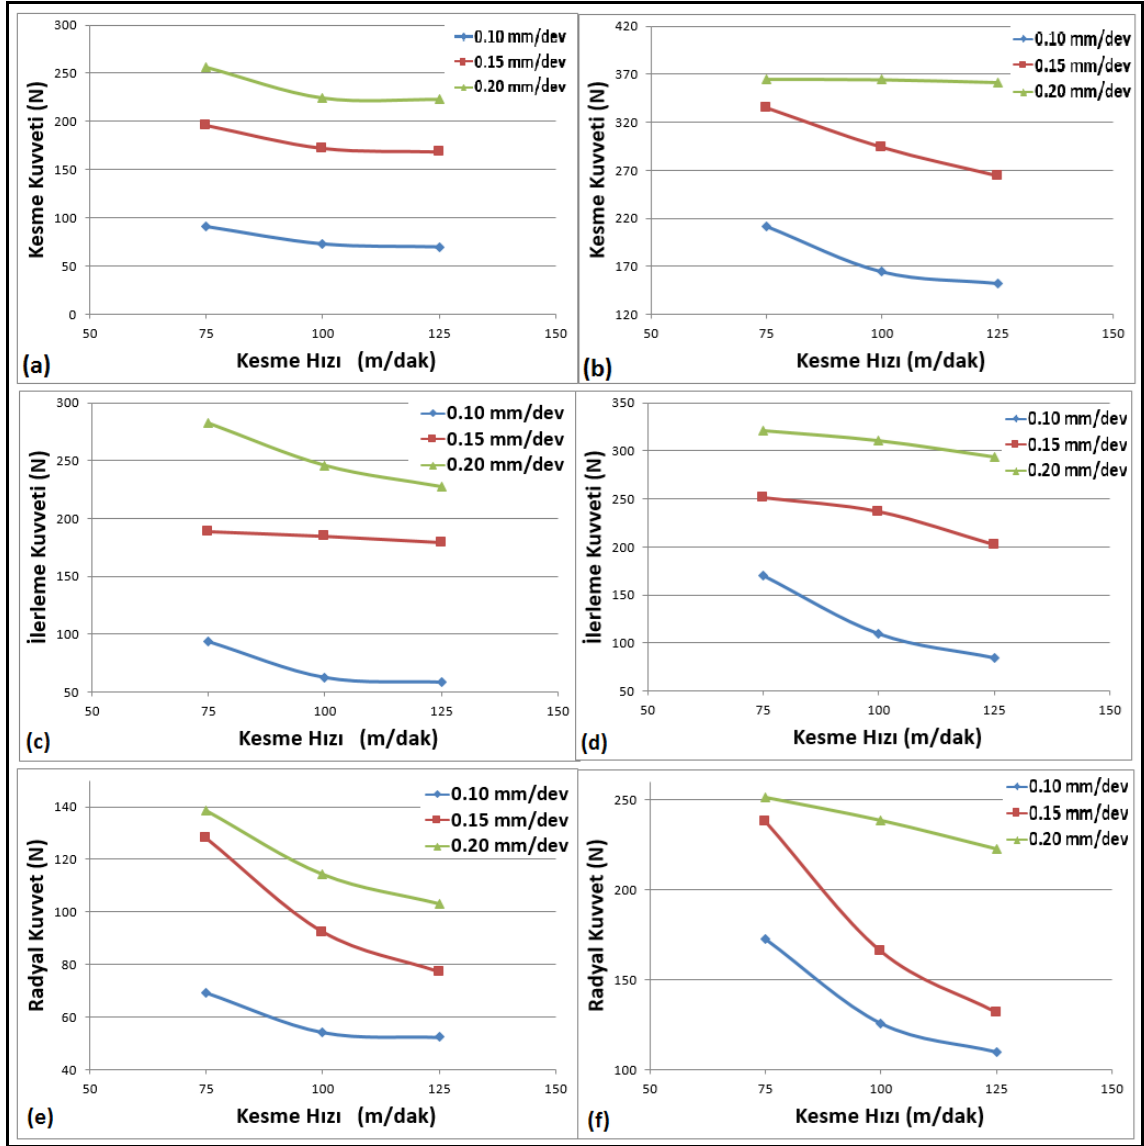 300
250
200
150
100
50
0
50
75
100
125
150
Kesme Kuvveti (N)
Kesme Hızı (m/dak)
0.10 mm/dev
0.15 mm/dev
0.20 mm/dev
(a)
420
370
320
270
220
170
120
50
75
100
125
150
Kesme Kuvveti (N)
Kesme Hızı (m/dak)
0.10 mm/dev
0.15 mm/dev
0.20 mm/dev
(b)
300
250
200
150
100
50
50
75
100
125
150
İlerleme Kuvveti (N)
Kesme Hızı (m/dak)
0.10 mm/dev
0.15 mm/dev
0.20 mm/dev
(c)
350
300
250
200
150
100
50
50
75
100
125
150
İlerleme Kuvveti (N)
Kesme Hızı (m/dak)
0.10 mm/dev
0.15 mm/dev
0.20 mm/dev
(d)
140
120
100
80
60
40
50
75
100
125
150
Radyal Kuvvet (N)
Kesme Hızı (m/dak)
0.10 mm/dev
0.15 mm/dev
0.20 mm/dev
(e)
250
200
150
100
50
75
100
125
150
Radyal Kuvvet (N)
Kesme Hızı (m/dak)
0.10 mm/dev
0.15 mm/dev
0.20 mm/dev
(f)